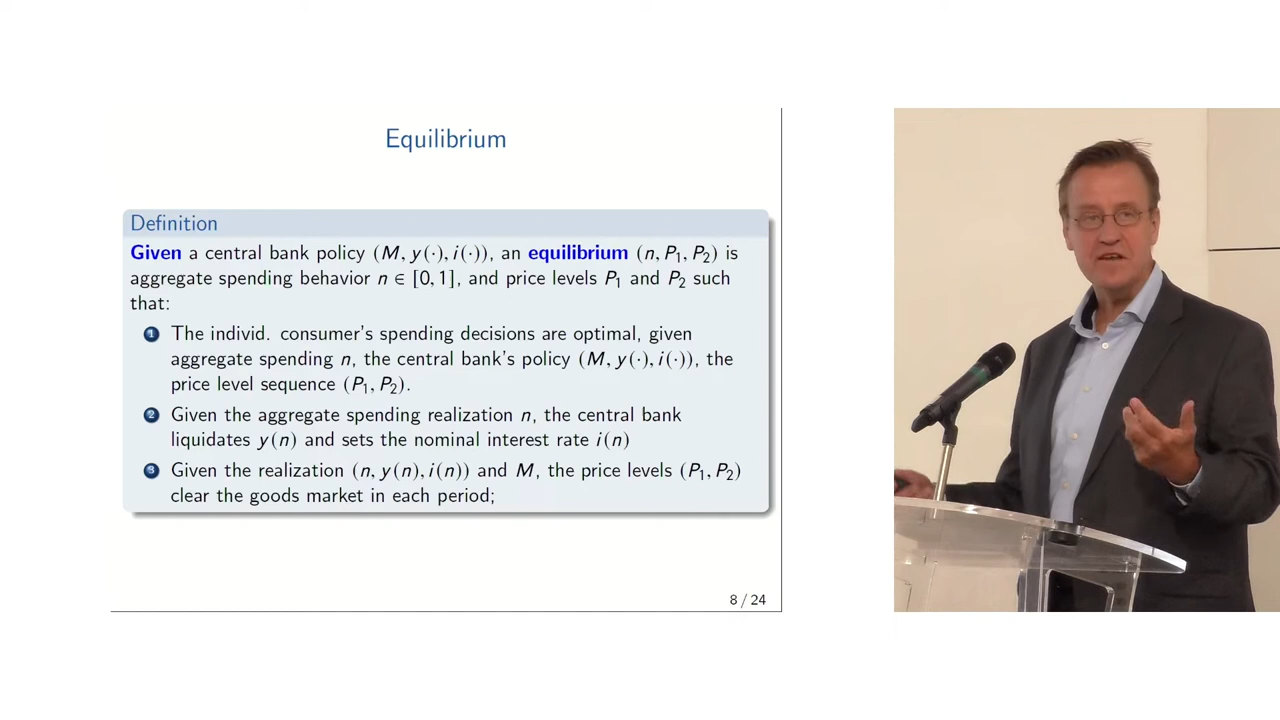 Equilibrium
Definition
Given a central bank policy (M, y(·), i(·)), an equilibrium (n, P₁, P₂) is
aggregate spending behavior n ∈ [0, 1], and price levels P₁ and P₂ such
that:
1 The individ. consumer's spending decisions are optimal, given
aggregate spending n, the central bank's policy (M, y(·), i(·)), the
price level sequence (P₁, P₂).
2 Given the aggregate spending realization n, the central bank
liquidates y(n) and sets the nominal interest rate i(n)
3 Given the realization (n, y(n), i(n)) and M, the price levels (P₁, P₂)
clear the goods market in each period;
8 / 24